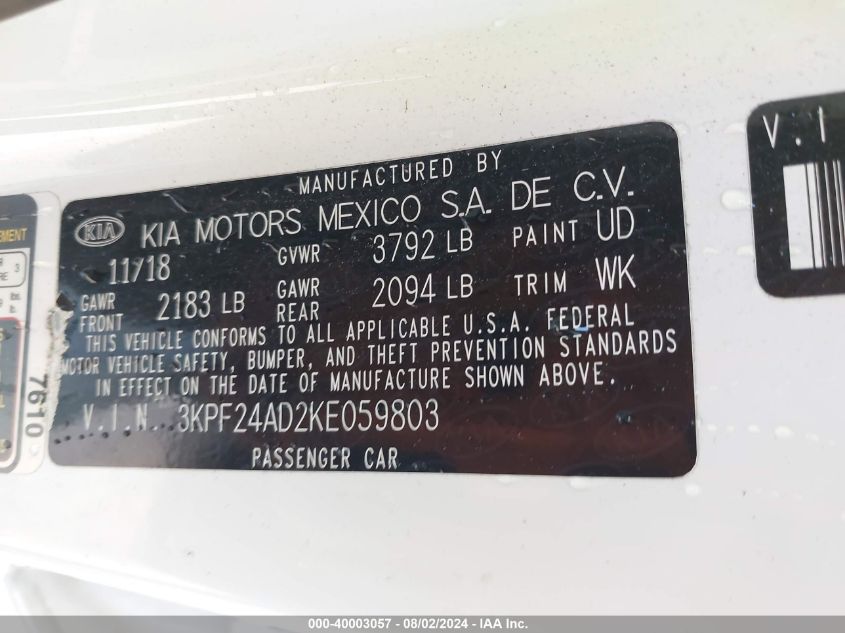 MANUFACTURED BY
KIA KIA MOTORS MEXICO S.A. DE C.V.
11/18 GVWR 3792 LB PAINT UD
GAWR FRONT 2183 LB GAWR REAR 2094 LB TRIM WK
THIS VEHICLE CONFORMS TO ALL APPLICABLE U.S.A. FEDERAL
MOTOR VEHICLE SAFETY, BUMPER, AND THEFT PREVENTION STANDARDS
IN EFFECT ON THE DATE OF MANUFACTURE SHOWN ABOVE.
V.I.N. 3KPF24AD2KE059803
PASSENGER CAR
7610
V.I
000-40003057 - 08/02/2024 - IAA Inc.